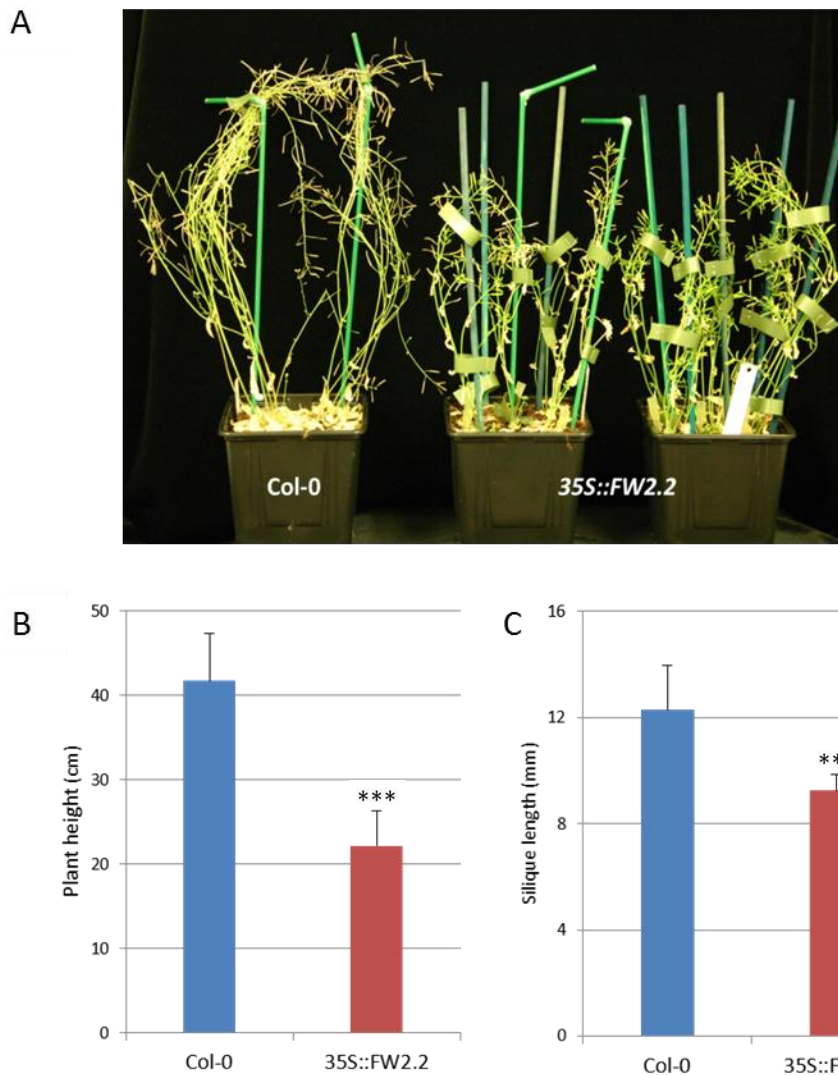 A
Col-0
35S::FW2.2
B
50
40
30
20
10
0
Plant height (cm)
***
Col-0
35S::FW2.2
C
16
12
8
4
0
Silique length (mm)
**
Col-0